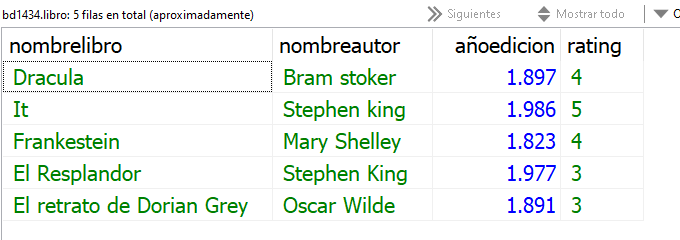 bd1434.libro: 5 filas en total (aproximadamente) Siguientes Mostrar todo
nombrelibro nombreautor añoedicion rating
Dracula Bram stoker 1.897 4
It Stephen king 1.986 5
Frankestein Mary Shelley 1.823 4
El Resplandor Stephen King 1.977 3
El retrato de Dorian Grey Oscar Wilde 1.891 3